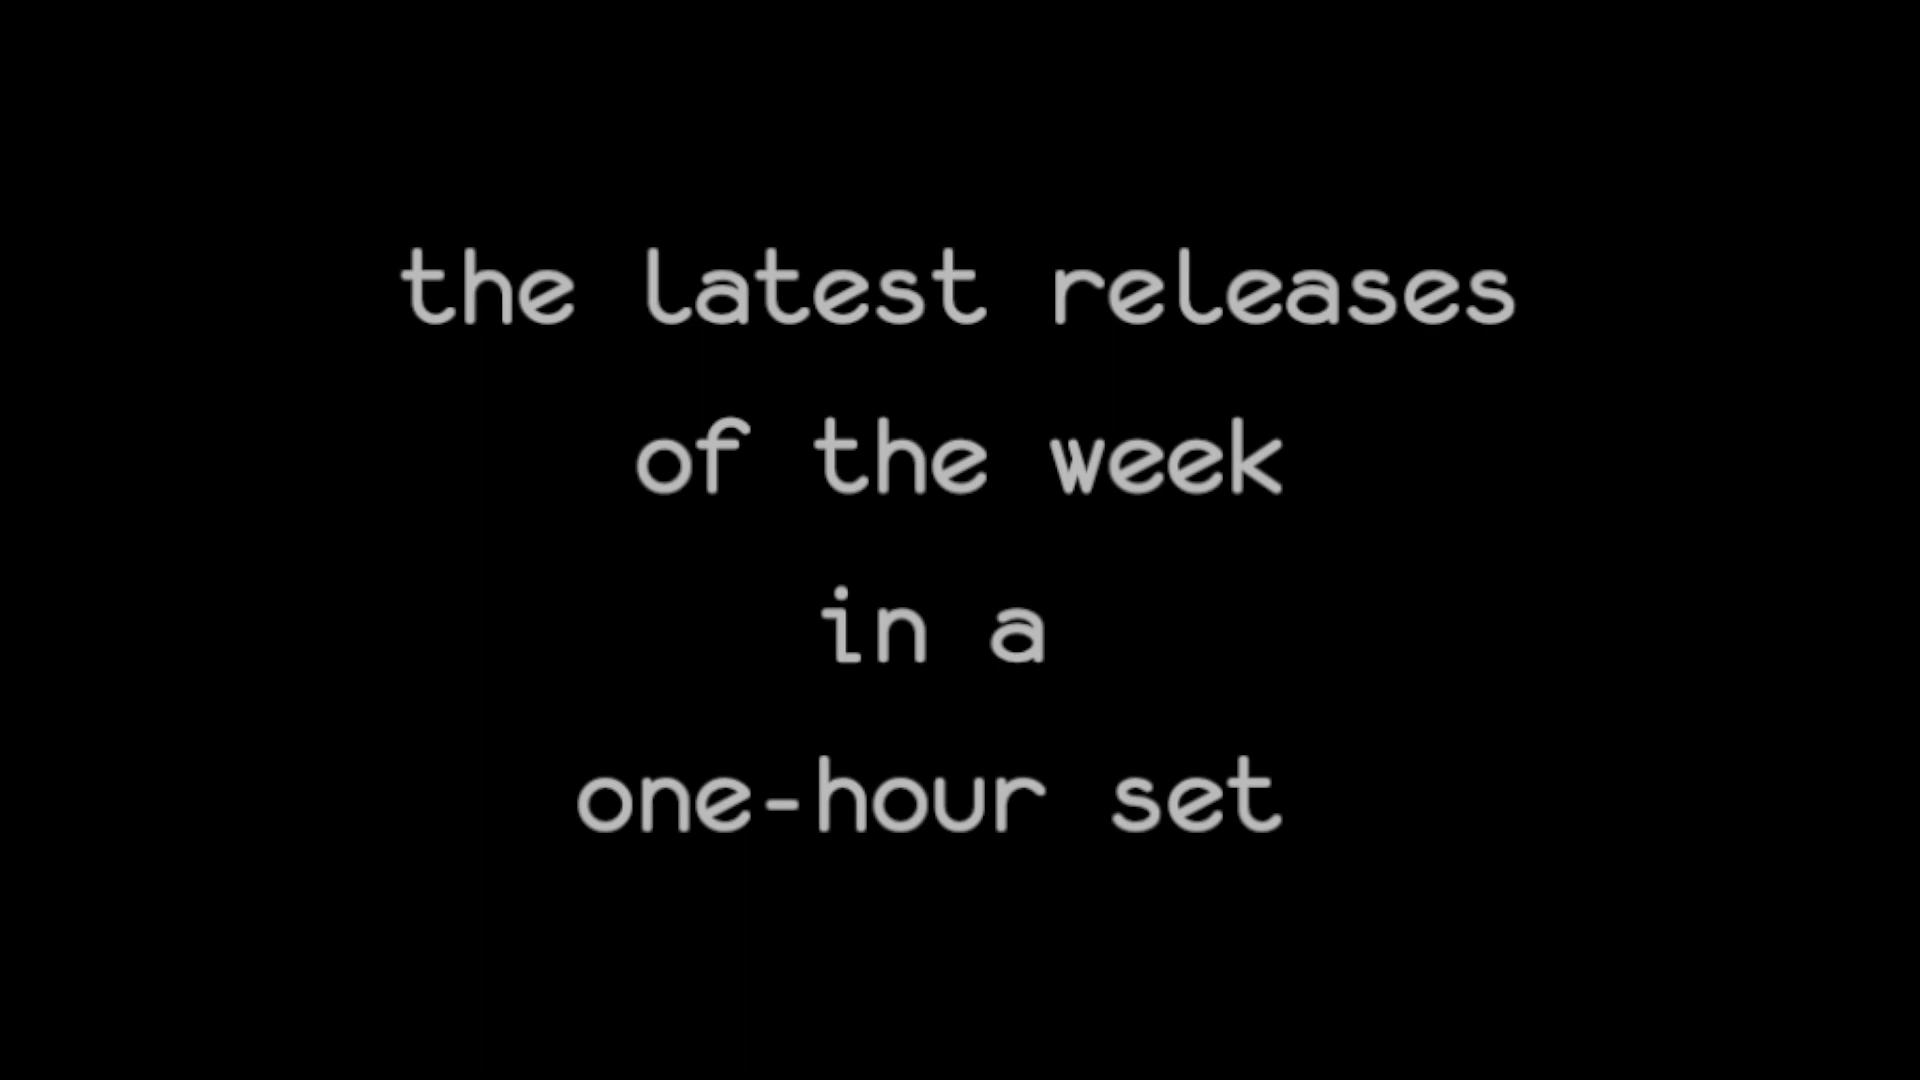 the latest releases
of the week
in a
one-hour set